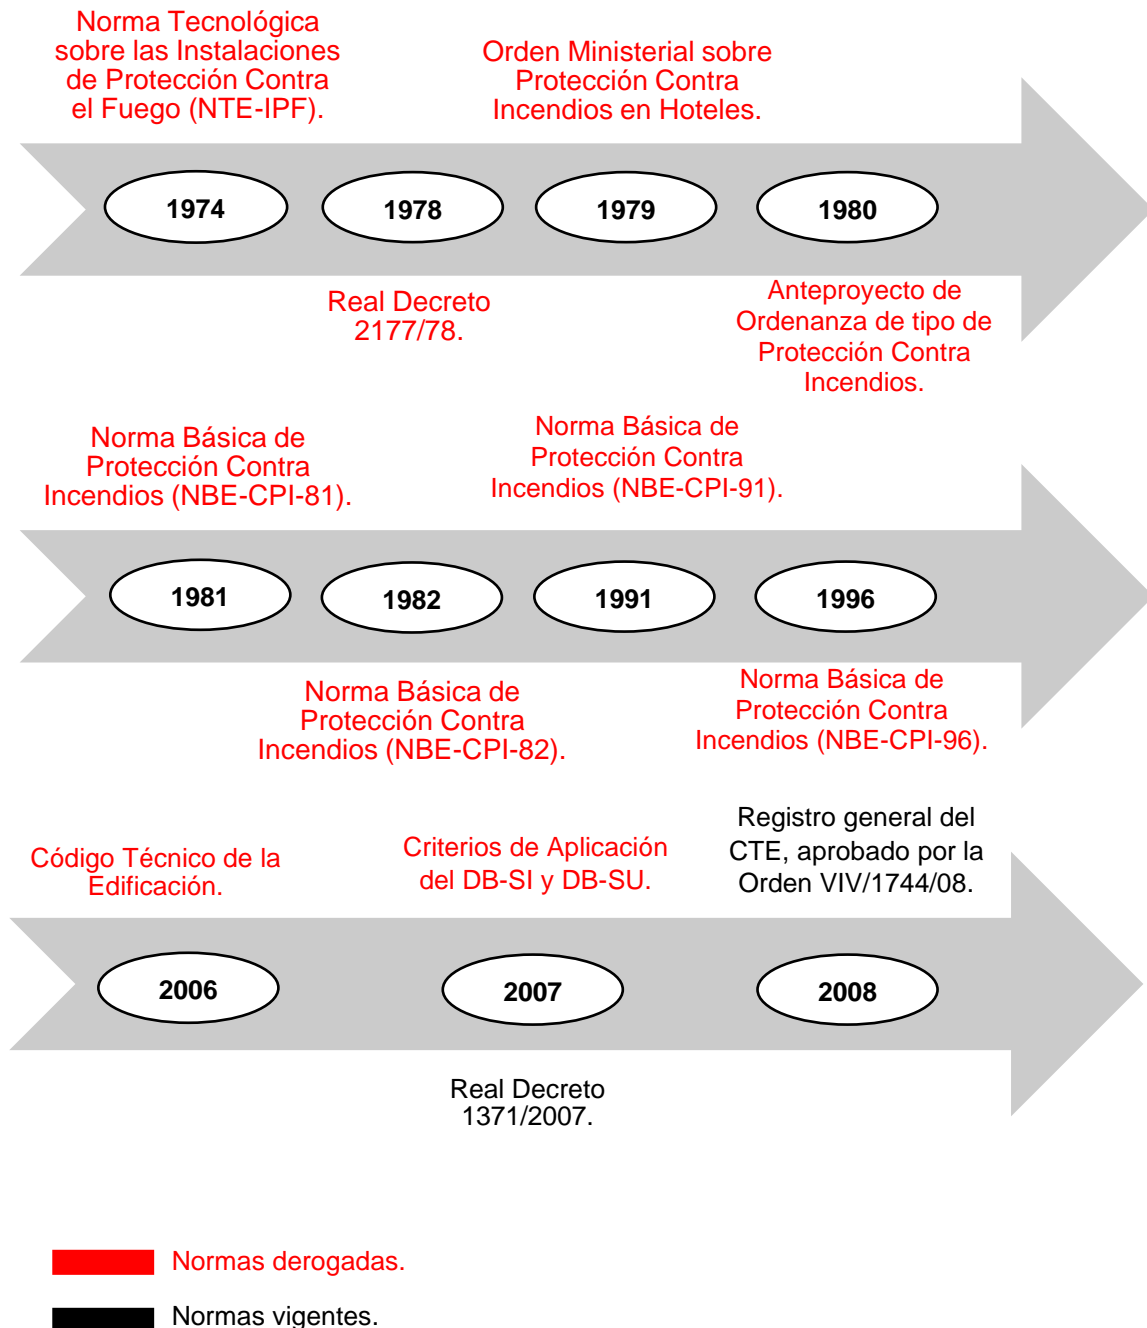 Norma Tecnológica
sobre las Instalaciones
de Protección Contra
el Fuego (NTE-IPF).
Orden Ministerial sobre
Protección Contra
Incendios en Hoteles.
1974
1978
1979
1980
Real Decreto
2177/78.
Anteproyecto de
Ordenanza de tipo de
Protección Contra
Incendios.
Norma Básica de
Protección Contra
Incendios (NBE-CPI-81).
Norma Básica de
Protección Contra
Incendios (NBE-CPI-91).
1981
1982
1991
1996
Norma Básica de
Protección Contra
Incendios (NBE-CPI-82).
Norma Básica de
Protección Contra
Incendios (NBE-CPI-96).
Código Técnico de la
Edificación.
Criterios de Aplicación
del DB-SI y DB-SU.
Registro general del
CTE, aprobado por la
Orden VIV/1744/08.
2006
2007
2008
Real Decreto
1371/2007.
Normas derogadas.
Normas vigentes.